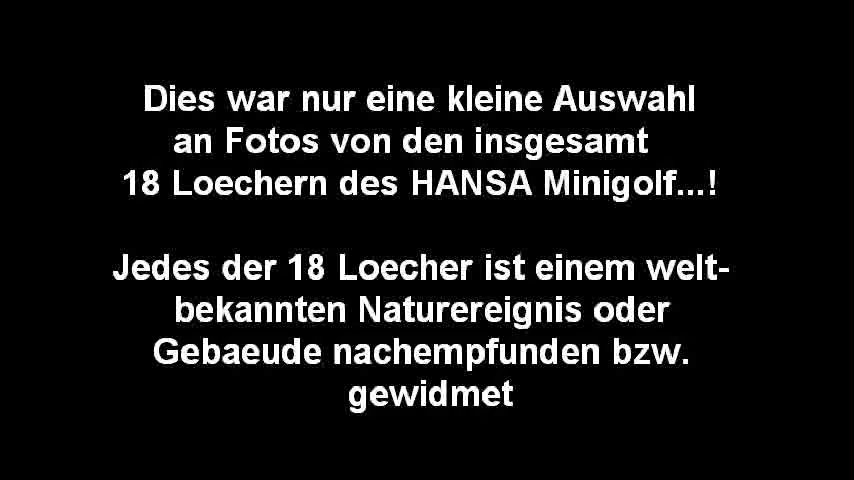 Dies war nur eine kleine Auswahl
an Fotos von den insgesamt
18 Loechern des HANSA Minigolf...!
Jedes der 18 Loecher ist einem welt-
bekannten Naturereignis oder
Gebaeude nachempfunden bzw.
gewidmet